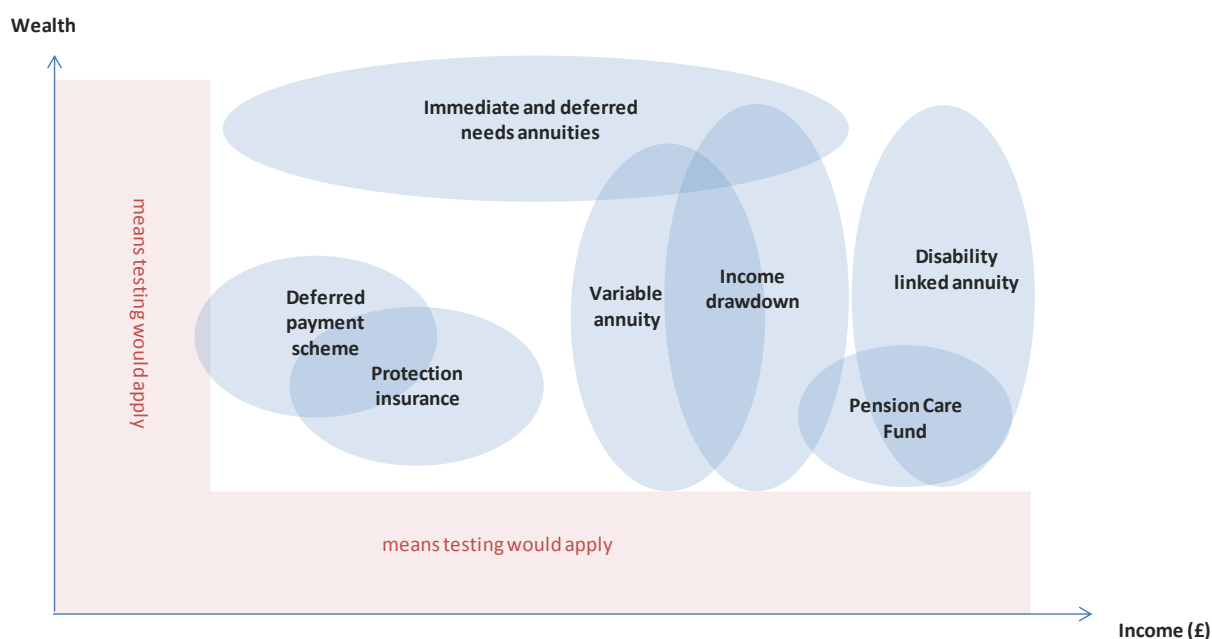 Wealth
Immediate and deferred
needs annuities
means testing would apply
Deferred
payment
scheme
Protection
insurance
Variable
annuity
Income
drawdown
Disability
linked annuity
Pension Care
Fund
means testing would apply
Income (£)